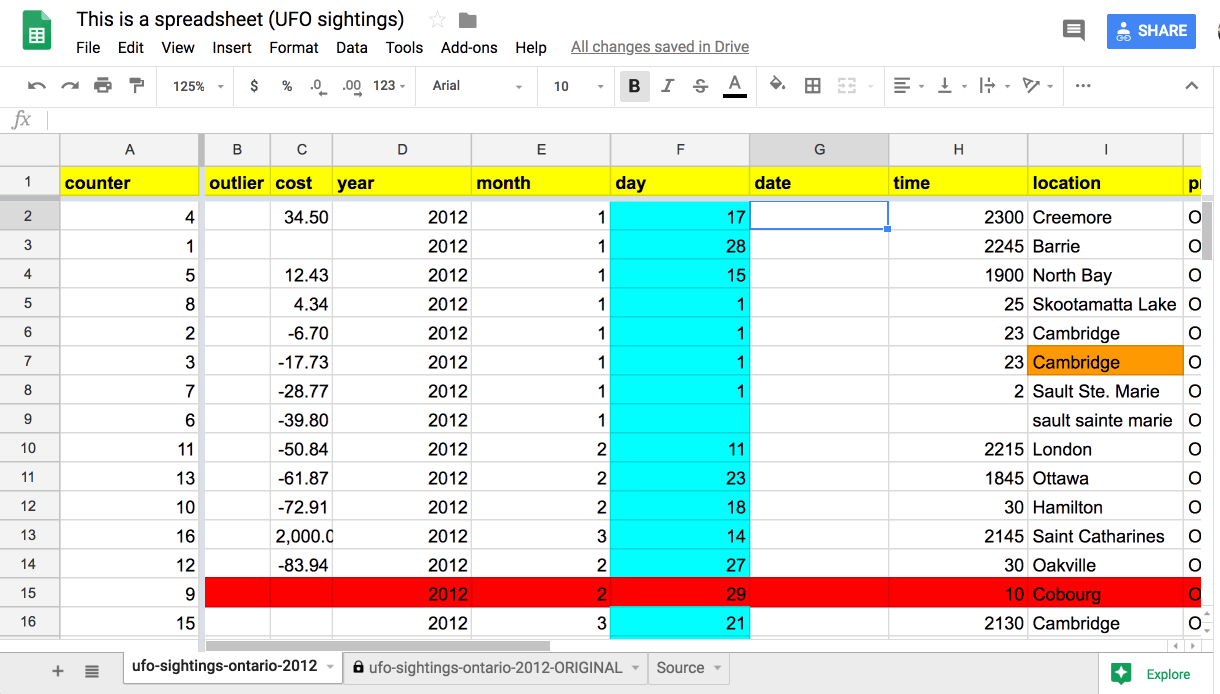 This is a spreadsheet (UFO sightings)
File Edit View Insert Format Data Tools Add-ons Help All changes saved in Drive
SHARE
125% $ % .0 .00 123 Arial 10 B I S A
fx
A B C D E F G H I
1 counter outlier cost year month day date time location
2 4 34.50 2012 1 17 2300 Creemore O
3 1 2012 1 28 2245 Barrie O
4 5 12.43 2012 1 15 1900 North Bay O
5 8 4.34 2012 1 1 25 Skootamatta Lake O
6 2 -6.70 2012 1 1 23 Cambridge O
7 3 -17.73 2012 1 1 23 Cambridge O
8 7 -28.77 2012 1 1 2 Sault Ste. Marie O
9 6 -39.80 2012 1 sault sainte marie O
10 11 -50.84 2012 2 11 2215 London O
11 13 -61.87 2012 2 23 1845 Ottawa O
12 10 -72.91 2012 2 18 30 Hamilton O
13 16 2,000.0 2012 3 14 2145 Saint Catharines O
14 12 -83.94 2012 2 27 30 Oakville O
15 9 2012 2 29 10 Cobourg O
16 15 2012 3 21 2130 Cambridge O
ufo-sightings-ontario-2012 ufo-sightings-ontario-2012-ORIGINAL Source Explore